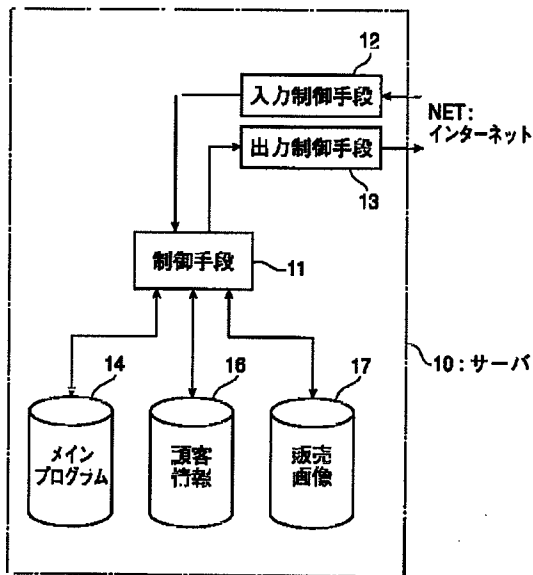 12
入力制御手段
NET:
インターネット
出力制御手段
13
制御手段
11
10:サーバ
14
16
17
メイン
プログラム
顧客
情報
販売
画像